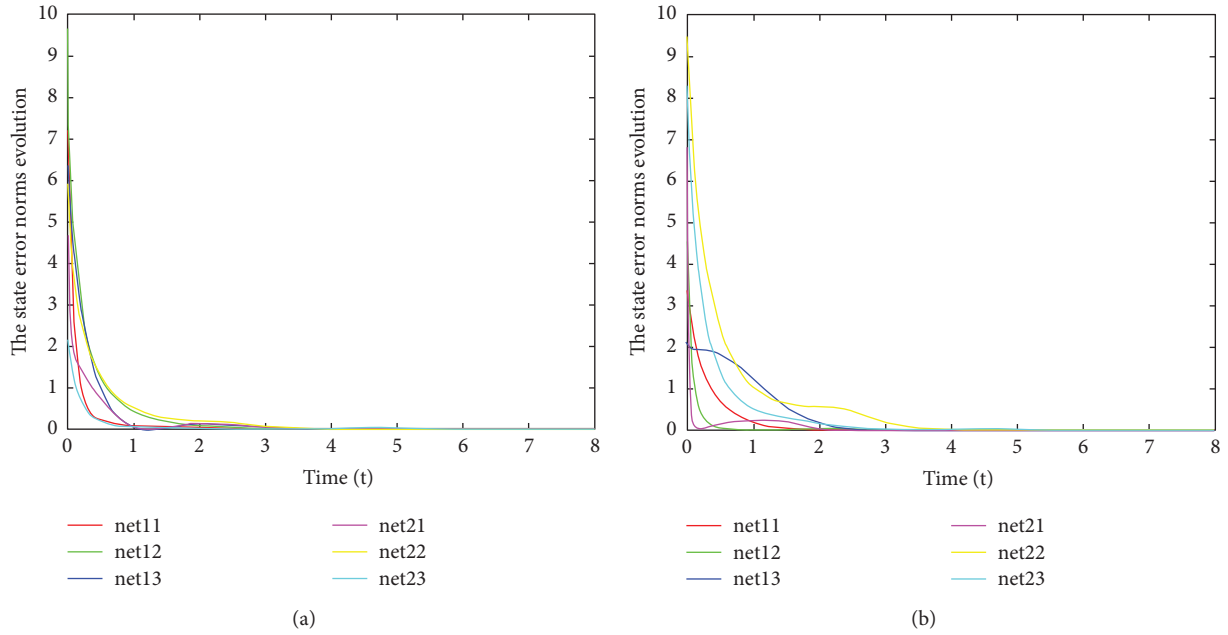 The state error norms evolution
10
9
8
7
6
5
4
3
2
1
0
0 1 2 3 4 5 6 7 8
Time (t)
net11 net21
net12 net22
net13 net23
(a)
The state error norms evolution
10
9
8
7
6
5
4
3
2
1
0
0 1 2 3 4 5 6 7 8
Time (t)
net11 net21
net12 net22
net13 net23
(b)